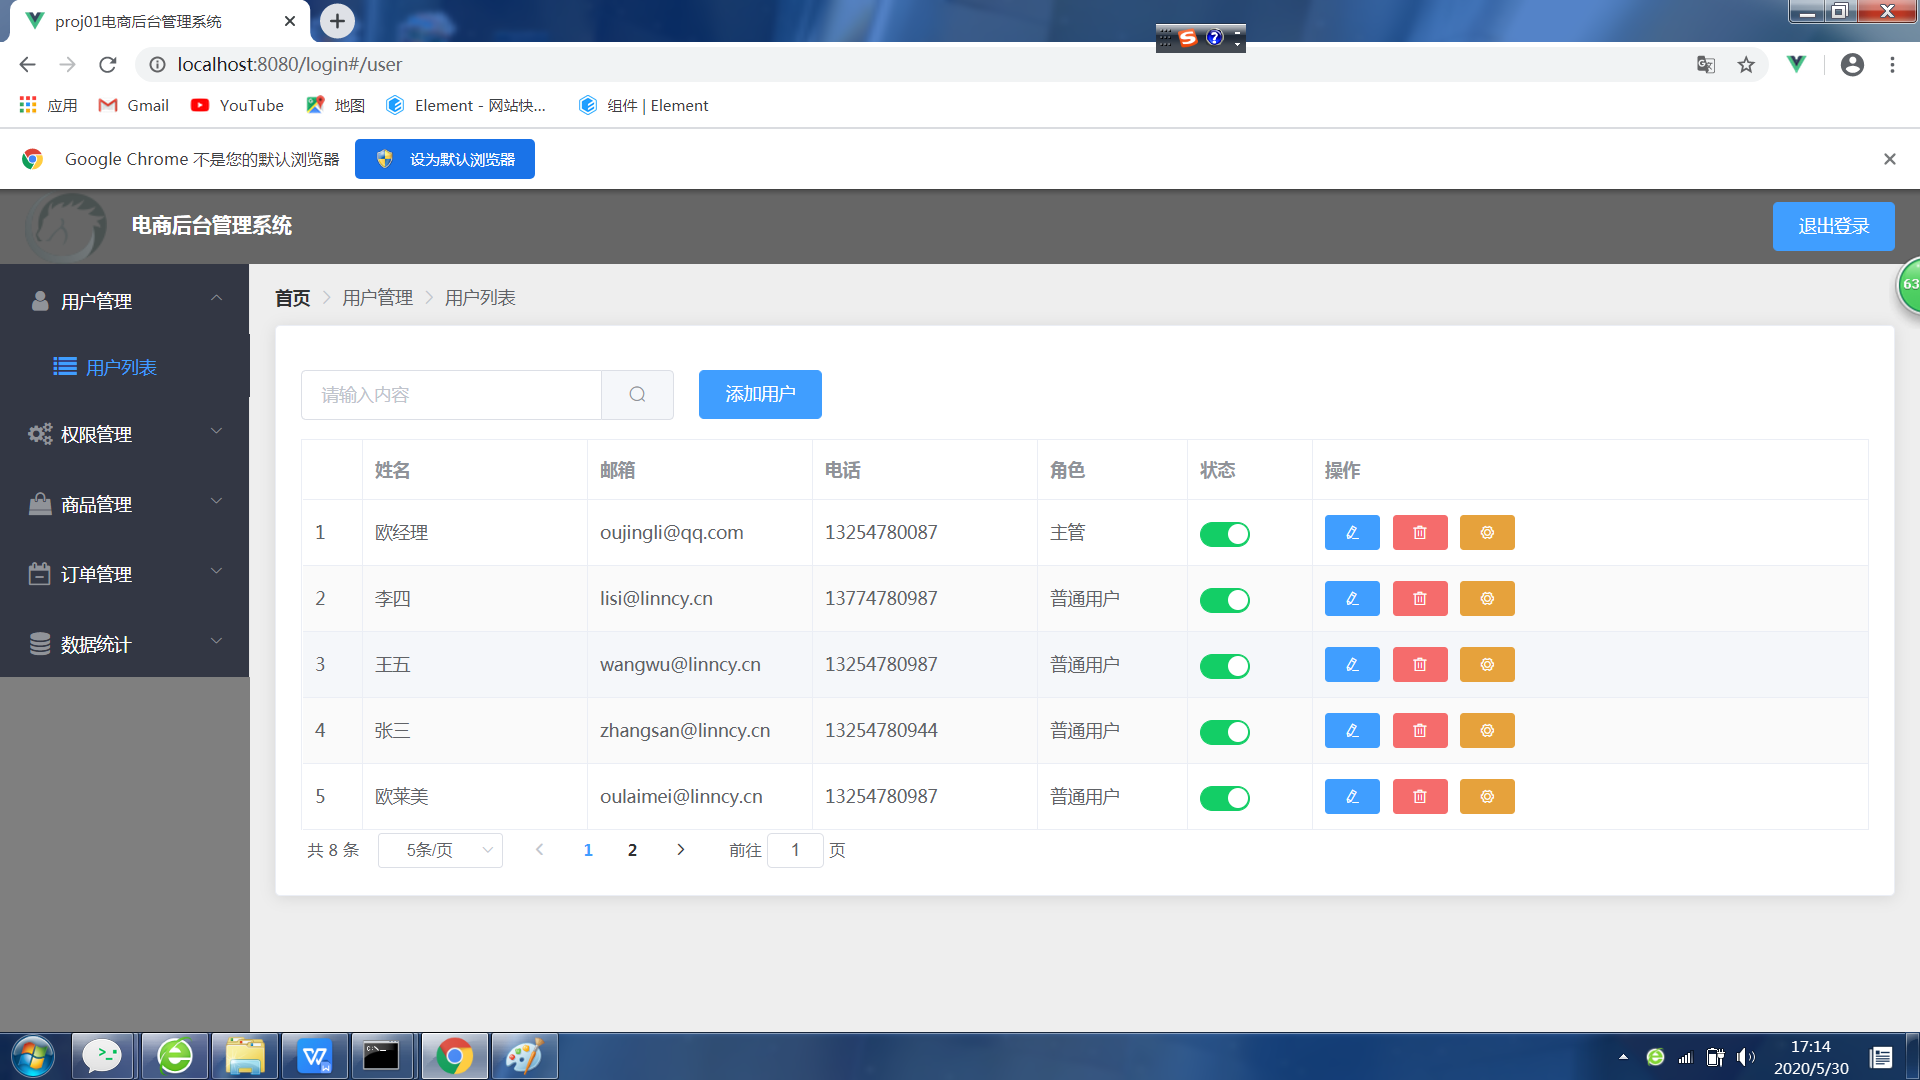 proj01电商后台管理系统
localhost:8080/login#/user
应用 Gmail YouTube 地图 Element - 网站快... 组件 | Element
Google Chrome 不是您的默认浏览器 设为默认浏览器
电商后台管理系统 退出登录
63
用户管理
用户列表
权限管理
商品管理
订单管理
数据统计
首页 用户管理 用户列表
请输入内容 添加用户
姓名 邮箱 电话 角色 状态 操作
1 欧经理 oujingli@qq.com 13254780087 主管
2 李四 lisi@linncy.cn 13774780987 普通用户
3 王五 wangwu@linncy.cn 13254780987 普通用户
4 张三 zhangsan@linncy.cn 13254780944 普通用户
5 欧莱美 oulaimei@linncy.cn 13254780987 普通用户
共 8 条 5条/页 1 2 前往 1 页
17:14
2020/5/30